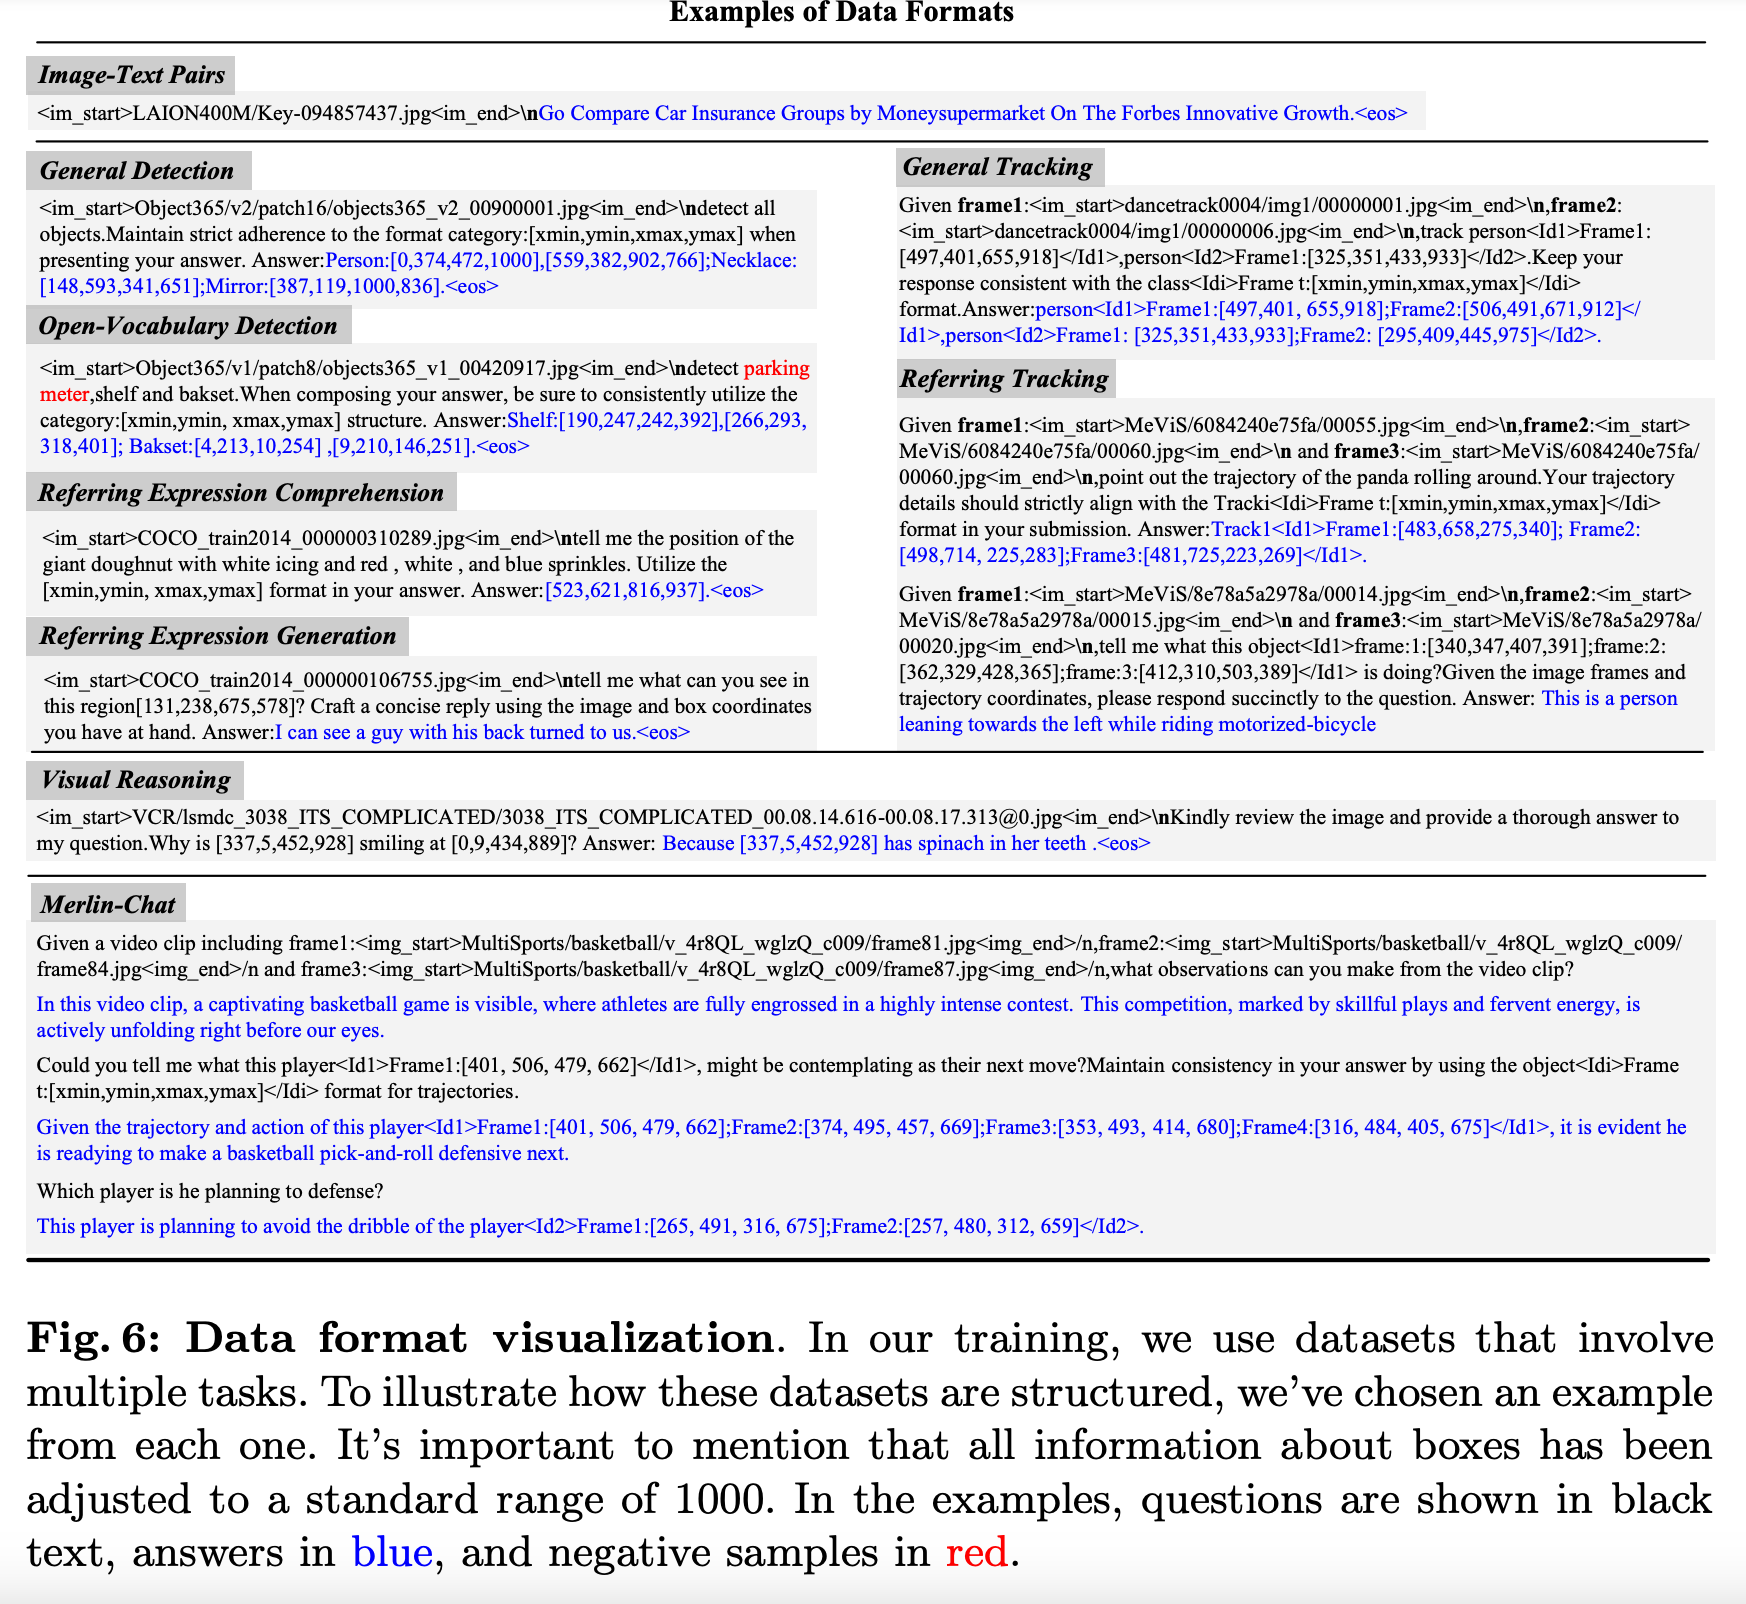 Examples of Data Formats
Image-Text Pairs
<im_start>LAION400M/Key-094857437.jpg<im_end>\nGo Compare Car Insurance Groups by Moneysupermarket On The Forbes Innovative Growth.<eos>
General Detection
<im_start>Object365/v2/patch16/objects365_v2_00900001.jpg<im_end>\ndetect all
objects.Maintain strict adherence to the format category:[xmin,ymin,xmax,ymax] when
presenting your answer. Answer:Person:[0,374,472,1000],[559,382,902,766];Necklace:
[148,593,341,651];Mirror:[387,119,1000,836].<eos>
Open-Vocabulary Detection
<im_start>Object365/v1/patch8/objects365_v1_00420917.jpg<im_end>\ndetect parking
meter,shelf and bakset.When composing your answer, be sure to consistently utilize the
category:[xmin,ymin, xmax,ymax] structure. Answer:Shelf:[190,247,242,392],[266,293,
318,401]; Bakset:[4,213,10,254] ,[9,210,146,251].<eos>
Referring Expression Comprehension
<im_start>COCO_train2014_000000310289.jpg<im_end>\ntell me the position of the
giant doughnut with white icing and red , white , and blue sprinkles. Utilize the
[xmin,ymin, xmax,ymax] format in your answer. Answer:[523,621,816,937].<eos>
Referring Expression Generation
<im_start>COCO_train2014_000000106755.jpg<im_end>\ntell me what can you see in
this region[131,238,675,578]? Craft a concise reply using the image and box coordinates
you have at hand. Answer:I can see a guy with his back turned to us.<eos>
General Tracking
Given frame1:<im_start>dancetrack0004/img1/00000001.jpg<im_end>\n,frame2:
<im_start>dancetrack0004/img1/00000006.jpg<im_end>\n,track person<Id1>Frame1:
[497,401,655,918]</Id1>,person<Id2>Frame1:[325,351,433,933]</Id2>.Keep your
response consistent with the class<Idi>Frame t:[xmin,ymin,xmax,ymax]</Idi>
format.Answer:person<Id1>Frame1:[497,401, 655,918];Frame2:[506,491,671,912]</
Id1>,person<Id2>Frame1: [325,351,433,933];Frame2: [295,409,445,975]</Id2>.
Referring Tracking
Given frame1:<im_start>MeViS/6084240e75fa/00055.jpg<im_end>\n,frame2:<im_start>
MeViS/6084240e75fa/00060.jpg<im_end>\n and frame3:<im_start>MeViS/6084240e75fa/
00060.jpg<im_end>\n,point out the trajectory of the panda rolling around.Your trajectory
details should strictly align with the Tracki<Idi>Frame t:[xmin,ymin,xmax,ymax]</Idi>
format in your submission. Answer:Track1<Id1>Frame1:[483,658,275,340]; Frame2:
[498,714, 225,283];Frame3:[481,725,223,269]</Id1>.
Given frame1:<im_start>MeViS/8e78a5a2978a/00014.jpg<im_end>\n,frame2:<im_start>
MeViS/8e78a5a2978a/00015.jpg<im_end>\n and frame3:<im_start>MeViS/8e78a5a2978a/
00020.jpg<im_end>\n,tell me what this object<Id1>frame:1:[340,347,407,391];frame:2:
[362,329,428,365];frame:3:[412,310,503,389]</Id1> is doing?Given the image frames and
trajectory coordinates, please respond succinctly to the question. Answer: This is a person
leaning towards the left while riding motorized-bicycle
Visual Reasoning
<im_start>VCR/lsmdc_3038_ITS_COMPLICATED/3038_ITS_COMPLICATED_00.08.14.616-00.08.17.313@0.jpg<im_end>\nKindly review the image and provide a thorough answer to
my question.Why is [337,5,452,928] smiling at [0,9,434,889]? Answer: Because [337,5,452,928] has spinach in her teeth .<eos>
Merlin-Chat
Given a video clip including frame1:<img_start>MultiSports/basketball/v_4r8QL_wglzQ_c009/frame81.jpg<img_end>/n,frame2:<img_start>MultiSports/basketball/v_4r8QL_wglzQ_c009/
frame84.jpg<img_end>/n and frame3:<img_start>MultiSports/basketball/v_4r8QL_wglzQ_c009/frame87.jpg<img_end>/n,what observations can you make from the video clip?
In this video clip, a captivating basketball game is visible, where athletes are fully engrossed in a highly intense contest. This competition, marked by skillful plays and fervent energy, is
actively unfolding right before our eyes.
Could you tell me what this player<Id1>Frame1:[401, 506, 479, 662]</Id1>, might be contemplating as their next move?Maintain consistency in your answer by using the object<Idi>Frame
t:[xmin,ymin,xmax,ymax]</Idi> format for trajectories.
Given the trajectory and action of this player<Id1>Frame1:[401, 506, 479, 662];Frame2:[374, 495, 457, 669];Frame3:[353, 493, 414, 680];Frame4:[316, 484, 405, 675]</Id1>, it is evident he
is readying to make a basketball pick-and-roll defensive next.
Which player is he planning to defense?
This player is planning to avoid the dribble of the player<Id2>Frame1:[265, 491, 316, 675];Frame2:[257, 480, 312, 659]</Id2>.
Fig. 6: Data format visualization. In our training, we use datasets that involve
multiple tasks. To illustrate how these datasets are structured, we've chosen an example
from each one. It's important to mention that all information about boxes has been
adjusted to a standard range of 1000. In the examples, questions are shown in black
text, answers in blue, and negative samples in red.